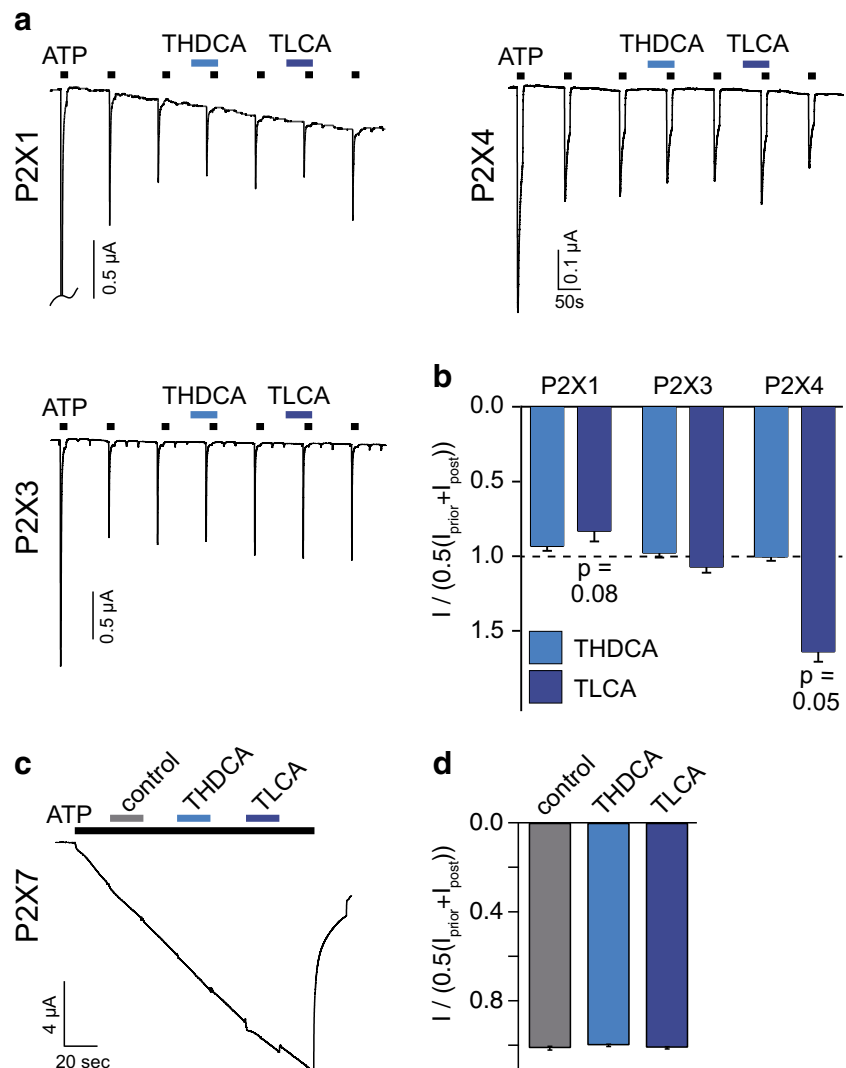 a
ATP THDCA TLCA
P2X1
0.5 µA
ATP THDCA TLCA
P2X4
0.1 µA
50s
ATP THDCA TLCA
P2X3
0.5 µA
b
P2X1 P2X3 P2X4
0.0
0.5
1.0
1.5
I / (0.5(Iprior+Ipost))
p =
0.08
p =
0.05
THDCA
TLCA
c
control THDCA TLCA
ATP
P2X7
4 µA
20 sec
d
control THDCA TLCA
0.0
0.4
0.8
I / (0.5(Iprior+Ipost))